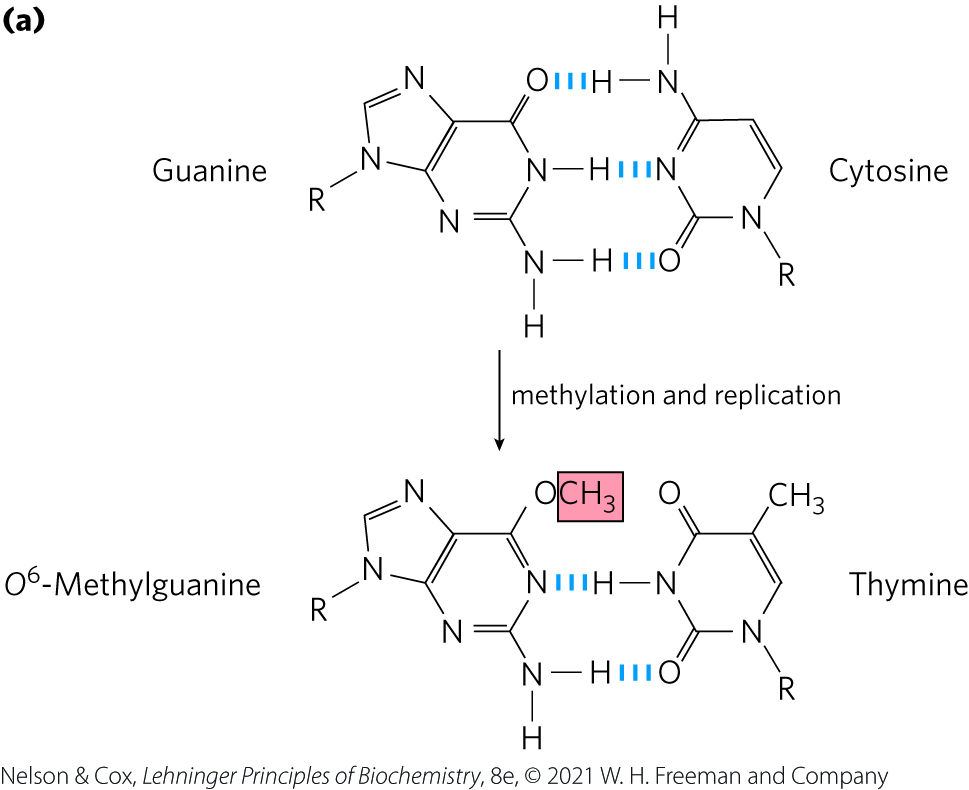 (a)
H
N O H N
Guanine N N H N Cytosine
R N N
N H O R
H
methylation and replication
N OCH₃ O CH₃
O⁶-Methylguanine N N H N Thymine
R N N
N H O R
H
Nelson & Cox, Lehninger Principles of Biochemistry, 8e, © 2021 W. H. Freeman and Company